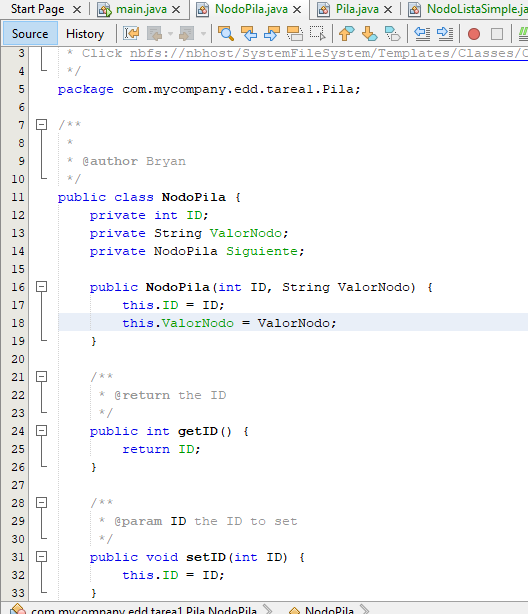 Start Page main.java NodoPila.java Pila.java NodoListaSimple.ja
Source History
3 * Click nbfs://nbhost/SystemFileSystem/Templates/Classes/C
4 */
5 package com.mycompany.edd.tarea1.Pila;
6
7 /**
8 *
9 * @author Bryan
10 */
11 public class NodoPila {
12 private int ID;
13 private String ValorNodo;
14 private NodoPila Siguiente;
15
16 public NodoPila(int ID, String ValorNodo) {
17 this.ID = ID;
18 this.ValorNodo = ValorNodo;
19 }
20
21 /**
22 * @return the ID
23 */
24 public int getID() {
25 return ID;
26 }
27
28 /**
29 * @param ID the ID to set
30 */
31 public void setID(int ID) {
32 this.ID = ID;
33 }
com.mycompany.edd.tarea1.Pila.NodoPila NodoPila